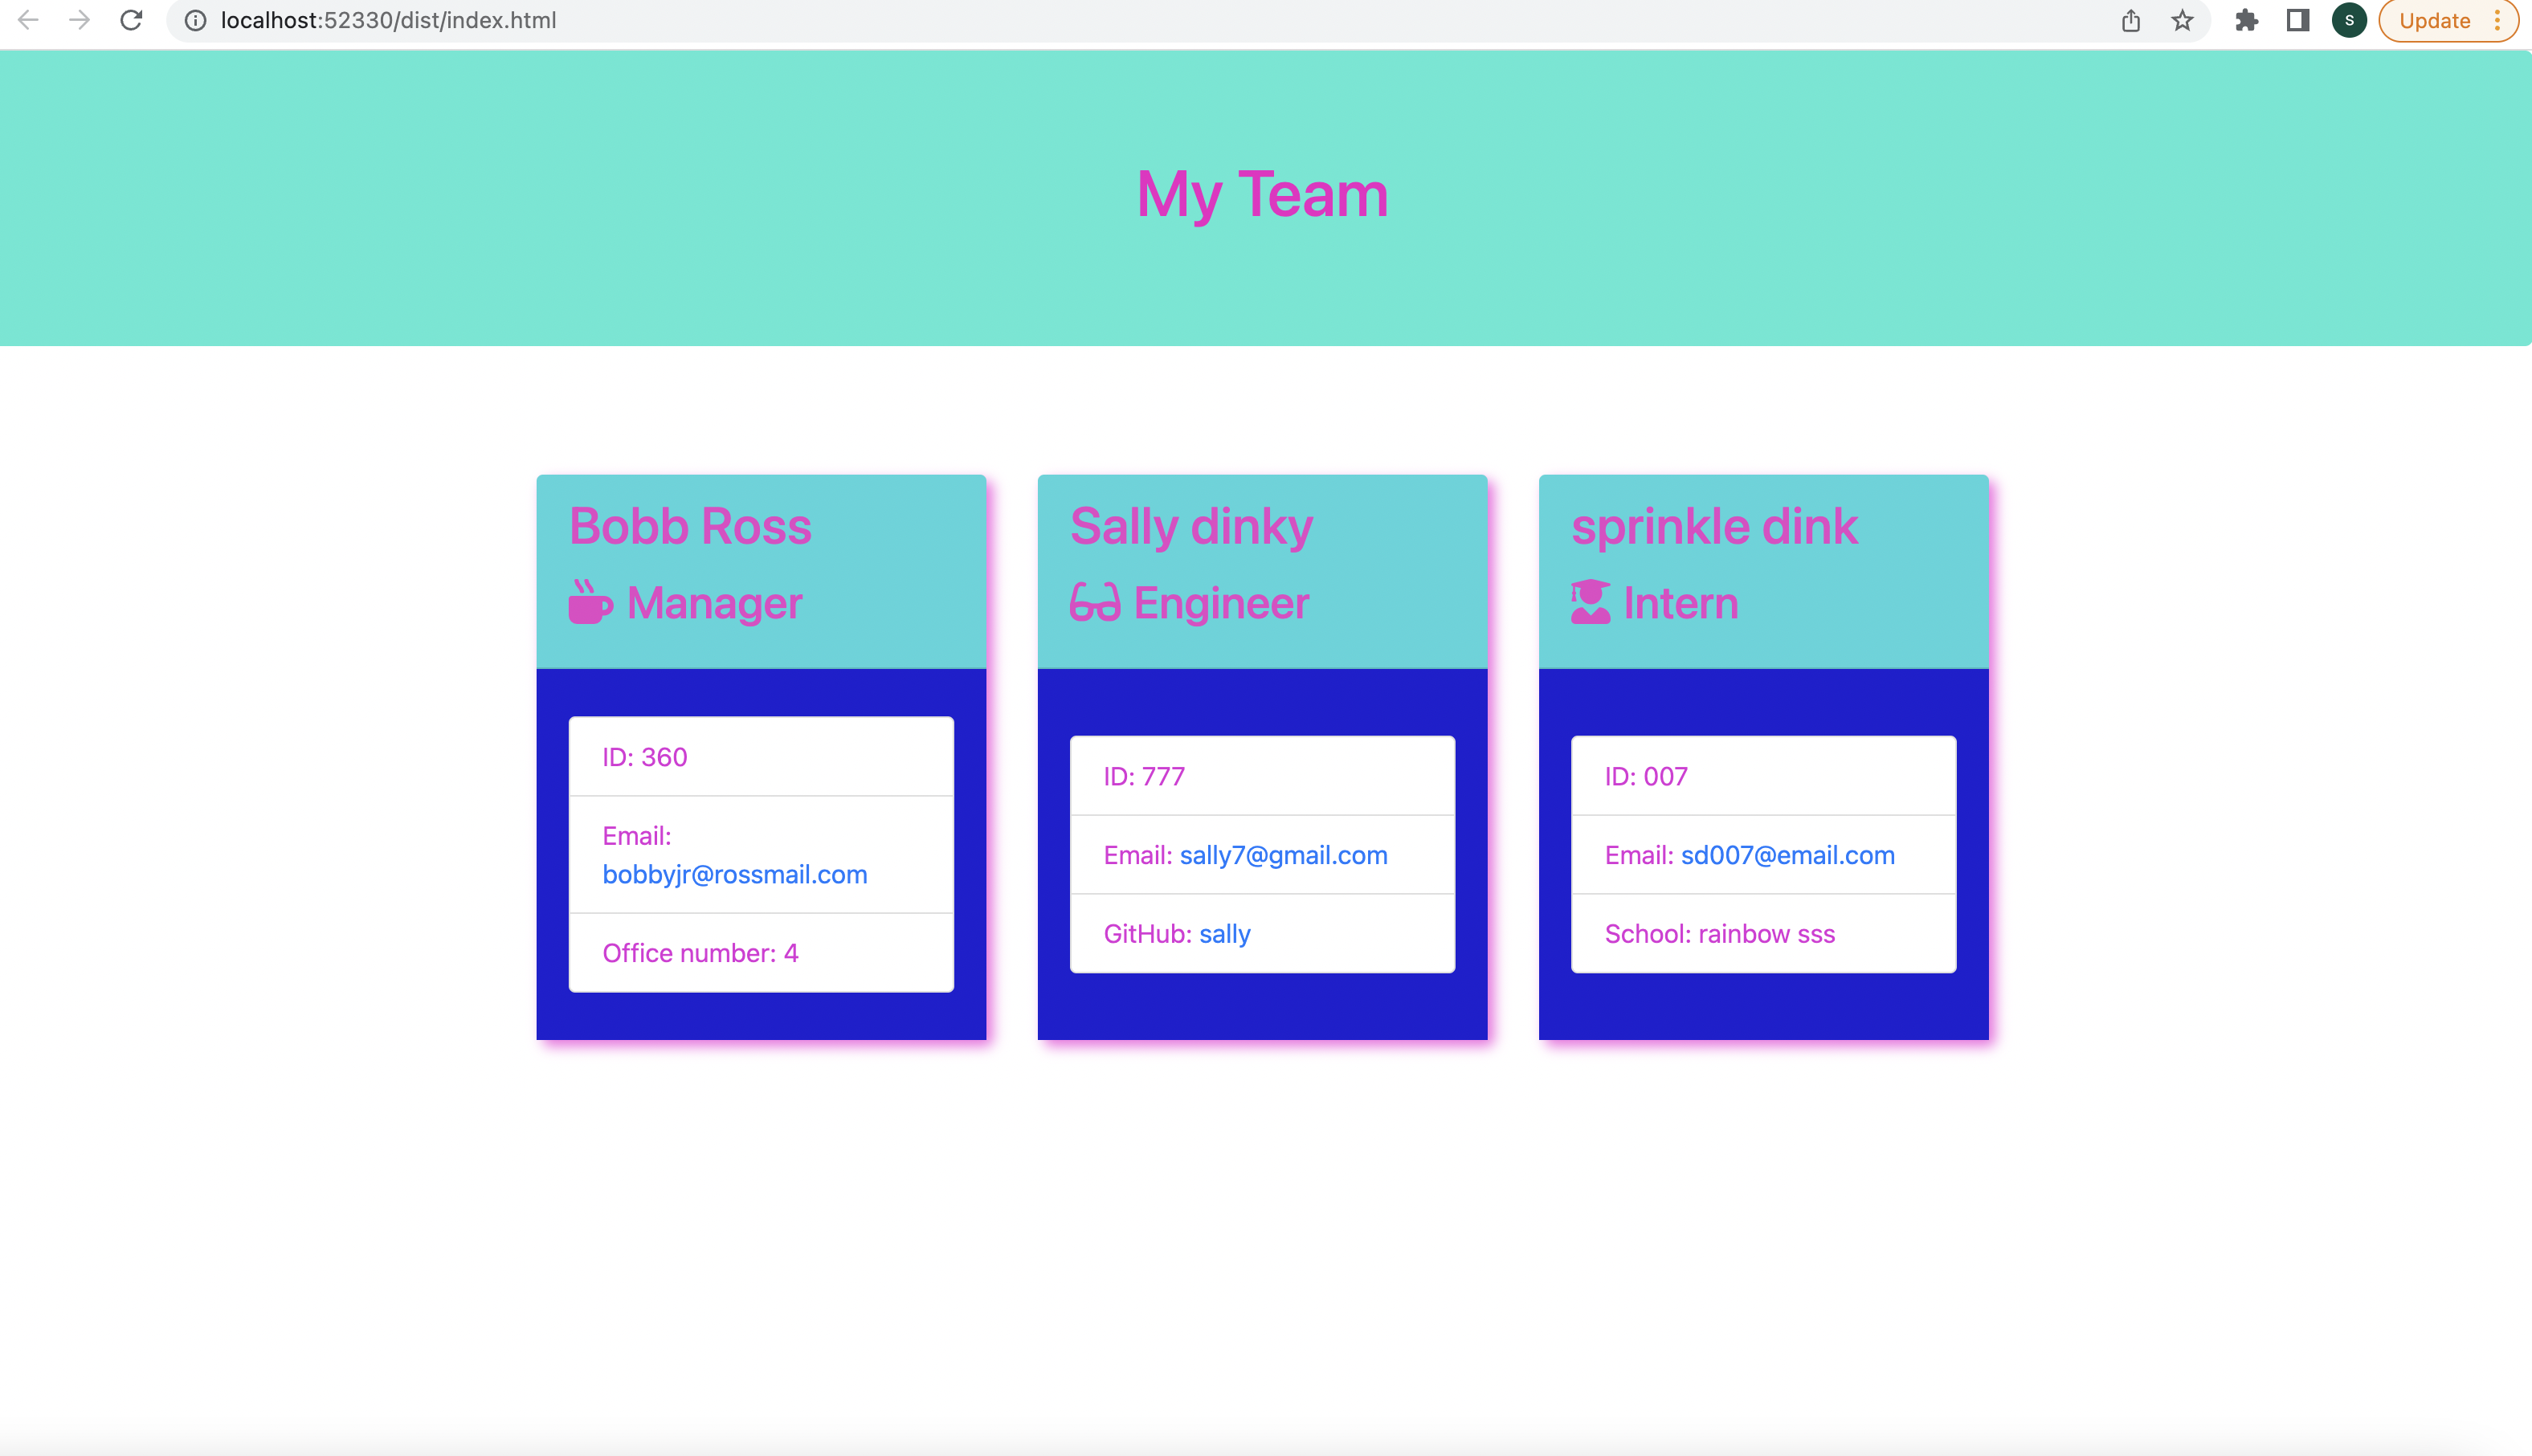 localhost:52330/dist/index.html
S
Update
My Team
Bobb Ross
Manager
ID: 360
Email:
bobbyjr@rossmail.com
Office number: 4
Sally dinky
Engineer
ID: 777
Email: sally7@gmail.com
GitHub: sally
sprinkle dink
Intern
ID: 007
Email: sd007@email.com
School: rainbow sss